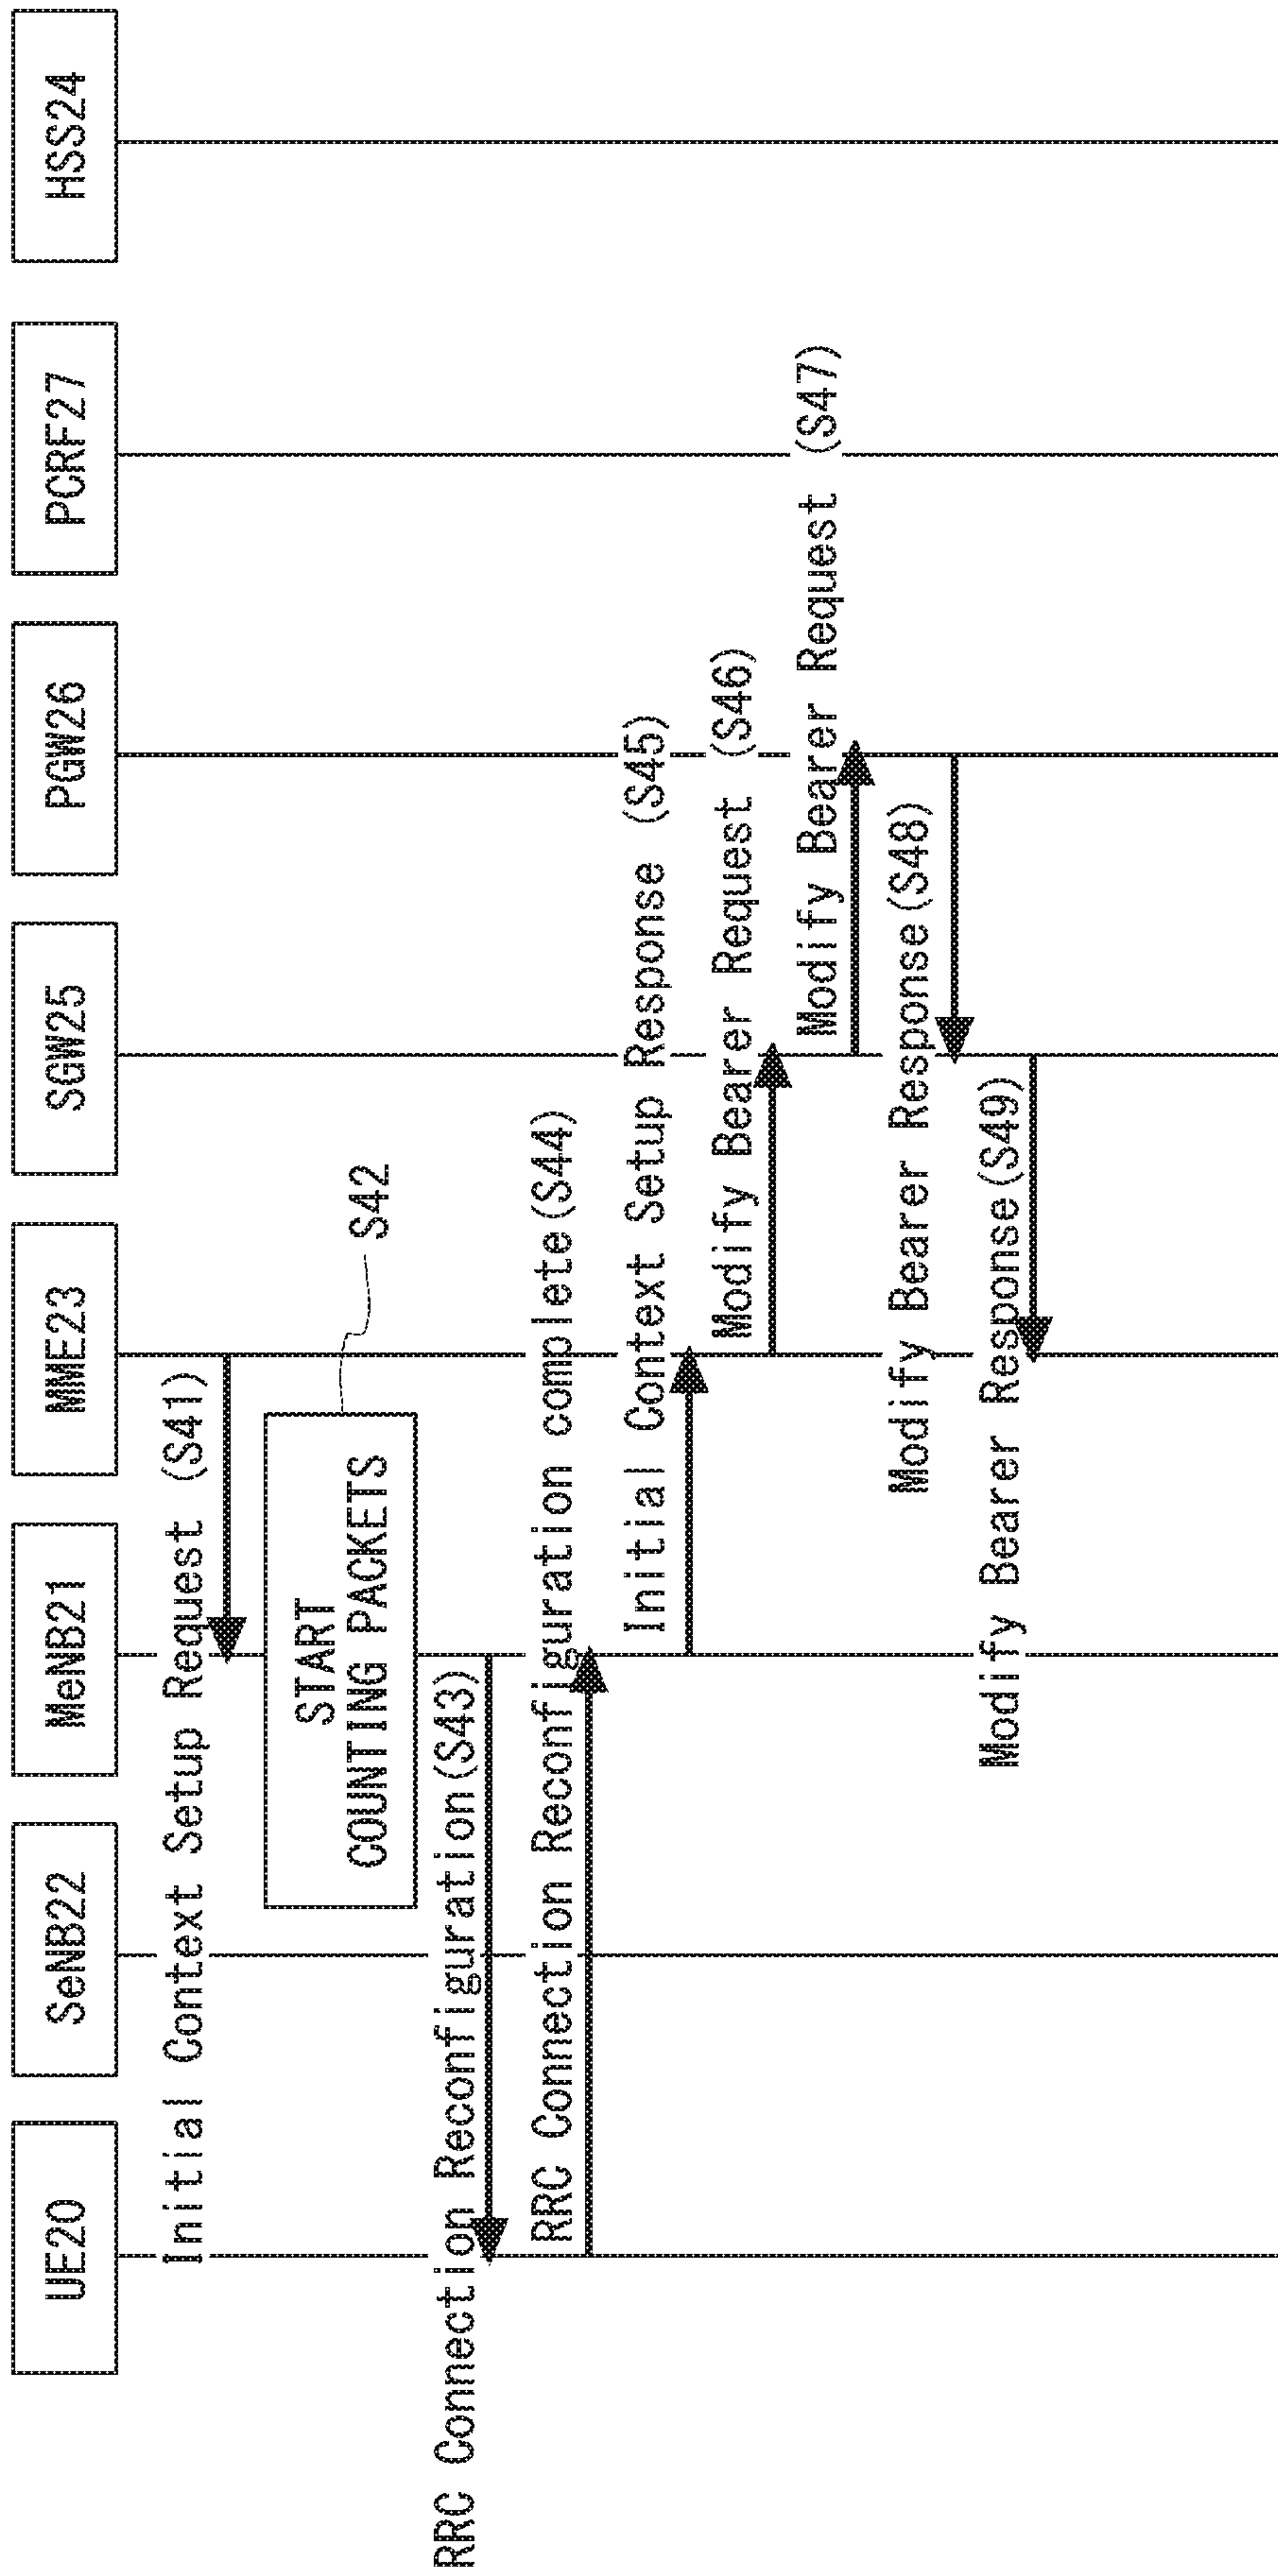 UE20
SeNB22
MeNB21
MME23
SGW25
PGW26
PCRF27
HSS24
Initial Context Setup Request (S41)
START
COUNTING PACKETS
S42
RRC Connection Reconfiguration(S43)
RRC Connection Reconfiguration complete(S44)
Initial Context Setup Response (S45)
Modify Bearer Request (S46)
Modify Bearer Request (S47)
Modify Bearer Response(S48)
Modify Bearer Response(S49)